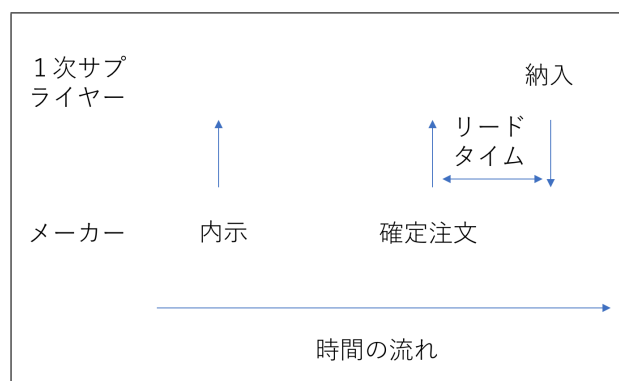 １次サプ
ライヤー
納入
リード
タイム
メーカー
内示
確定注文
時間の流れ